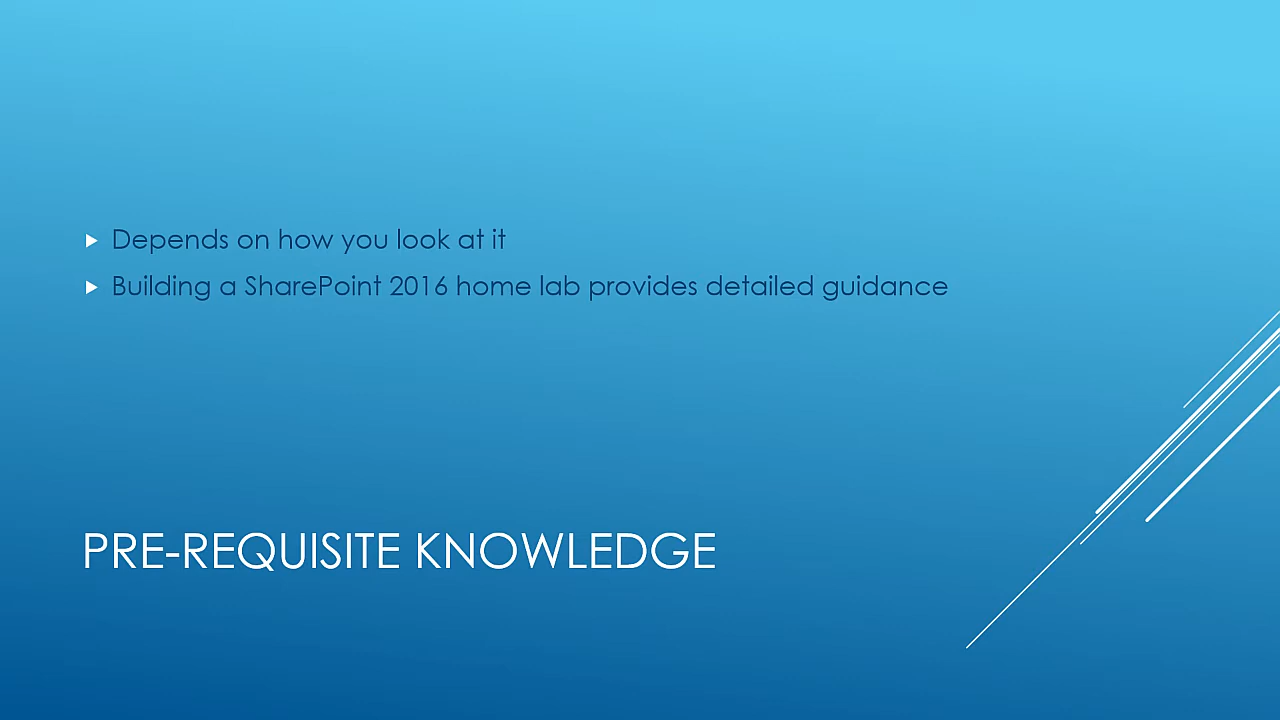 Depends on how you look at it
Building a SharePoint 2016 home lab provides detailed guidance
PRE-REQUISITE KNOWLEDGE